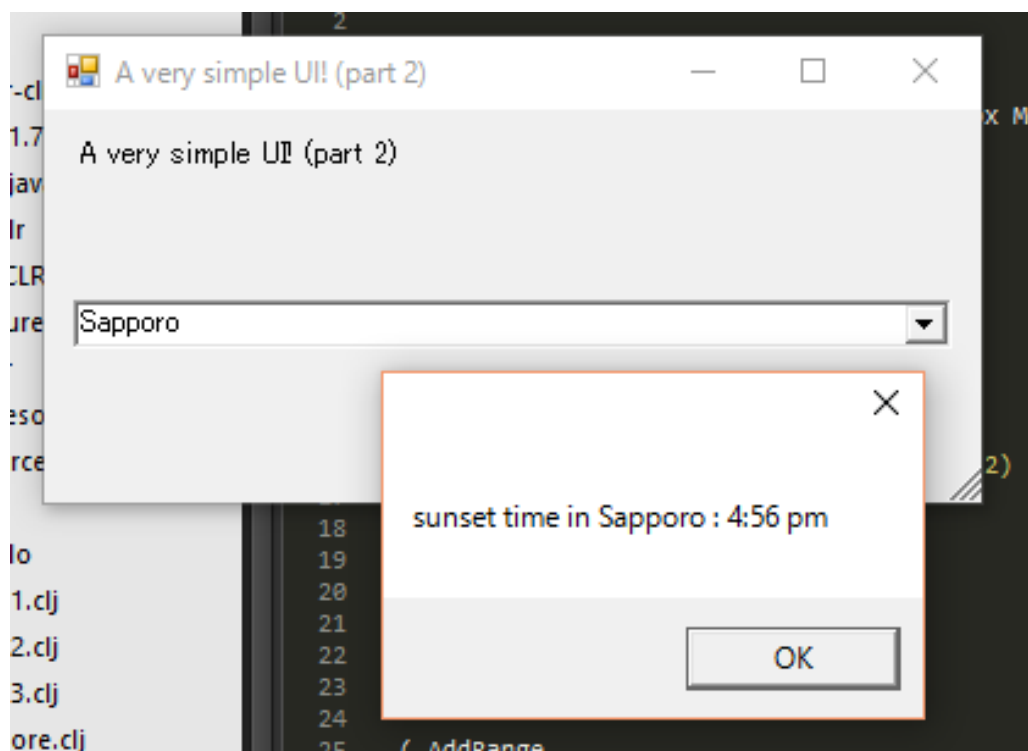 2
A very simple UI! (part 2)
-cl
x M
1.7
A very simple UI! (part 2)
jav
lr
CLR
ure
Sapporo
eso
rce
2)
sunset time in Sapporo : 4:56 pm
18
lo
19
20
1.clj
21
2.clj
22
OK
23
3.clj
24
ore.clj
25
(.AddRange